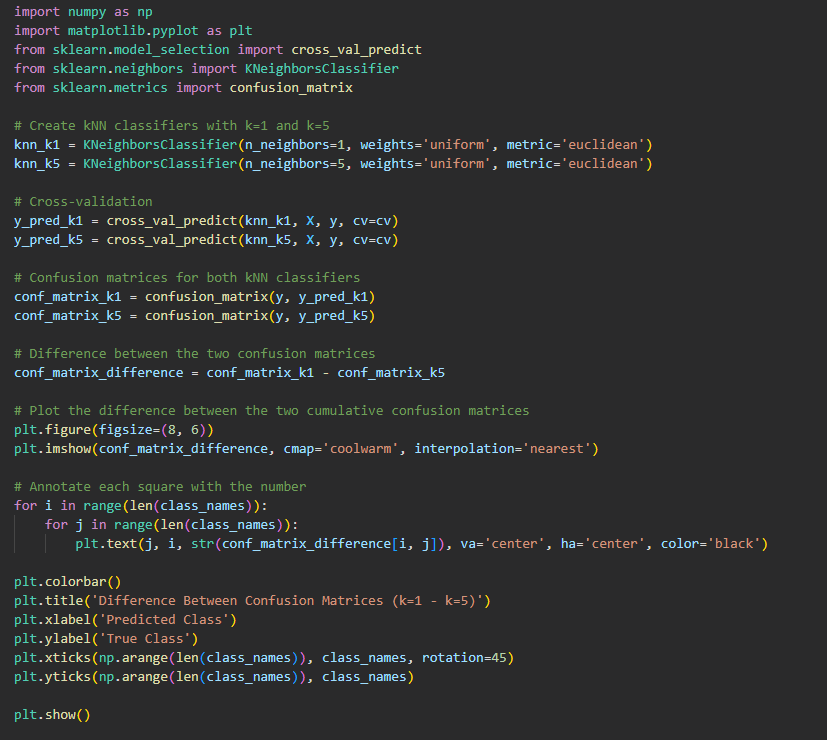 import numpy as np
import matplotlib.pyplot as plt
from sklearn.model_selection import cross_val_predict
from sklearn.neighbors import KNeighborsClassifier
from sklearn.metrics import confusion_matrix

# Create kNN classifiers with k=1 and k=5
knn_k1 = KNeighborsClassifier(n_neighbors=1, weights='uniform', metric='euclidean')
knn_k5 = KNeighborsClassifier(n_neighbors=5, weights='uniform', metric='euclidean')

# Cross-validation
y_pred_k1 = cross_val_predict(knn_k1, X, y, cv=cv)
y_pred_k5 = cross_val_predict(knn_k5, X, y, cv=cv)

# Confusion matrices for both kNN classifiers
conf_matrix_k1 = confusion_matrix(y, y_pred_k1)
conf_matrix_k5 = confusion_matrix(y, y_pred_k5)

# Difference between the two confusion matrices
conf_matrix_difference = conf_matrix_k1 - conf_matrix_k5

# Plot the difference between the two cumulative confusion matrices
plt.figure(figsize=(8, 6))
plt.imshow(conf_matrix_difference, cmap='coolwarm', interpolation='nearest')

# Annotate each square with the number
for i in range(len(class_names)):
    for j in range(len(class_names)):
        plt.text(j, i, str(conf_matrix_difference[i, j]), va='center', ha='center', color='black')

plt.colorbar()
plt.title('Difference Between Confusion Matrices (k=1 - k=5)')
plt.xlabel('Predicted Class')
plt.ylabel('True Class')
plt.xticks(np.arange(len(class_names)), class_names, rotation=45)
plt.yticks(np.arange(len(class_names)), class_names)

plt.show()